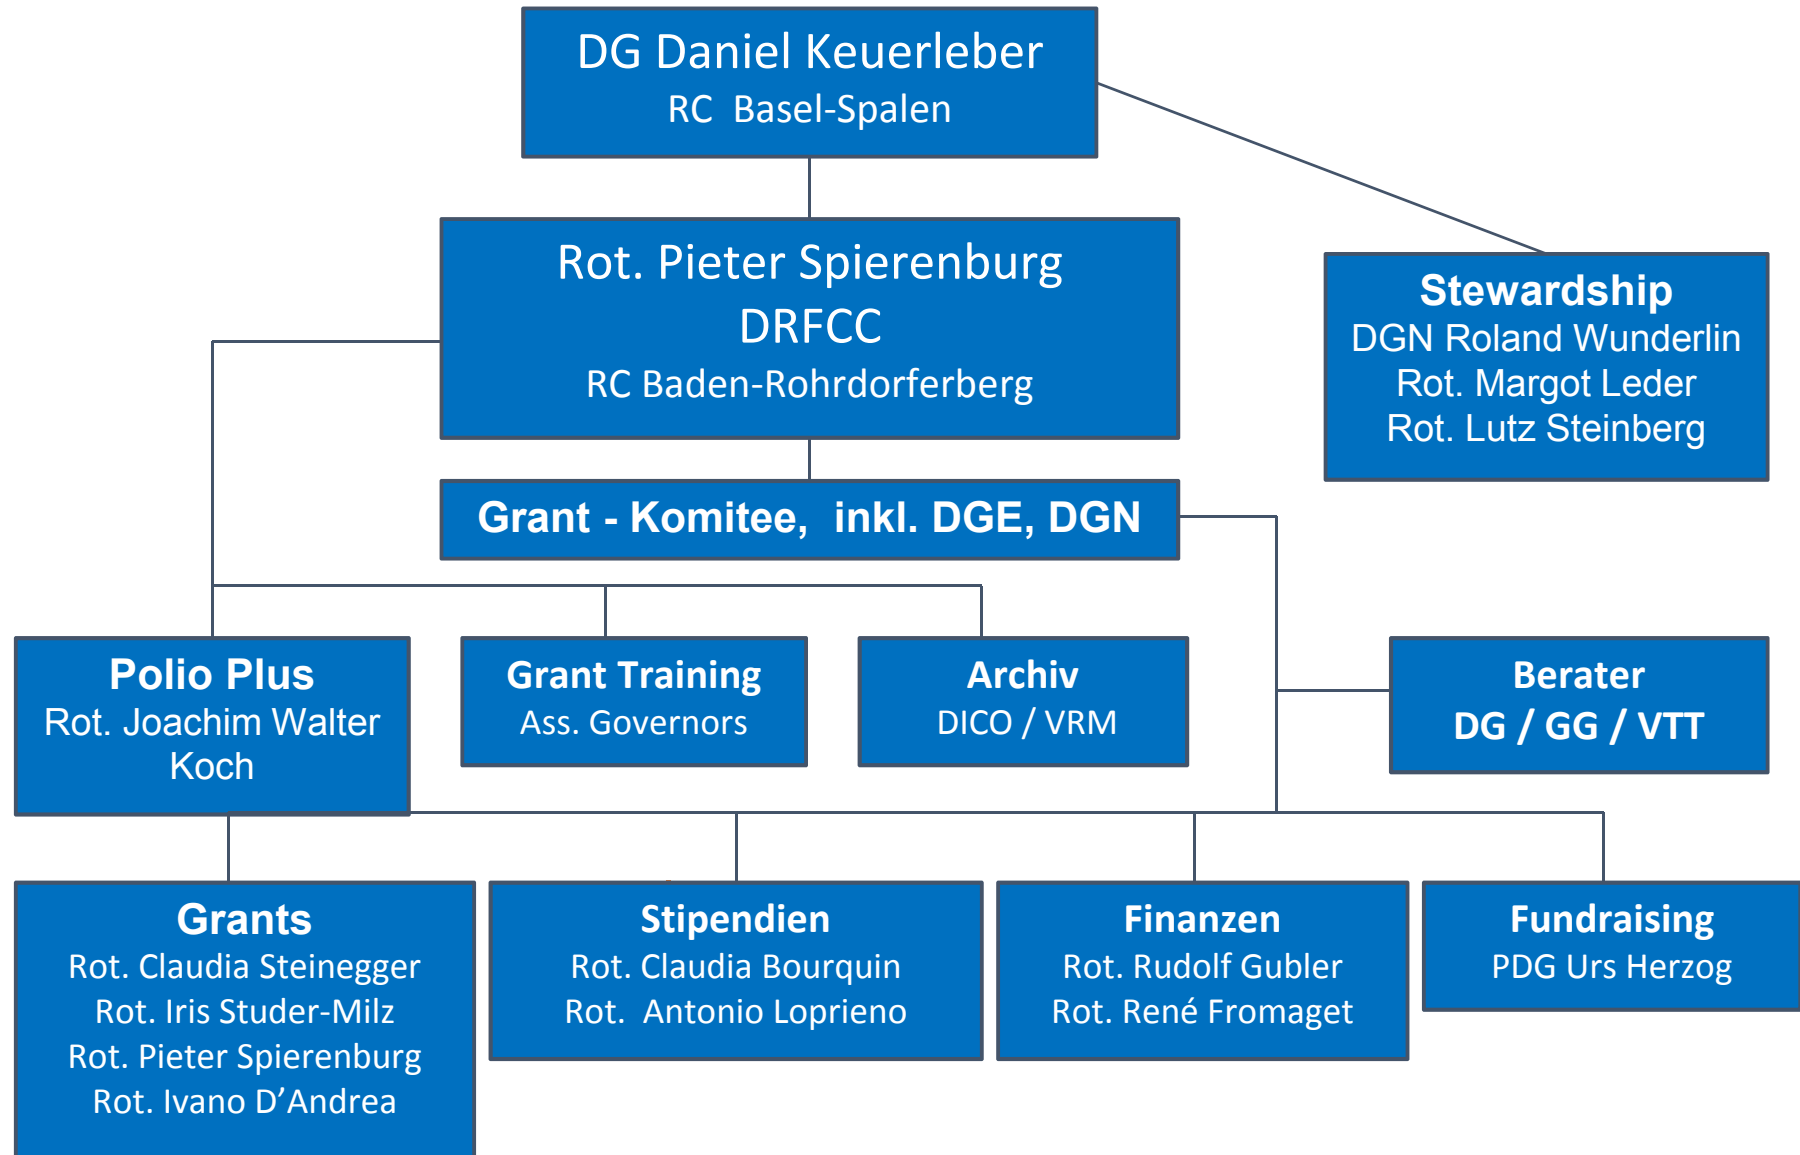 DG Daniel Keuerleber
RC Basel-Spalen
Rot. Pieter Spierenburg
DRFCC
RC Baden-Rohrdorferberg
Stewardship
DGN Roland Wunderlin
Rot. Margot Leder
Rot. Lutz Steinberg
Grant - Komitee, inkl. DGE, DGN
Polio Plus
Rot. Joachim Walter
Koch
Grant Training
Ass. Governors
Archiv
DICO / VRM
Berater
DG / GG / VTT
Grants
Rot. Claudia Steinegger
Rot. Iris Studer-Milz
Rot. Pieter Spierenburg
Rot. Ivano D’Andrea
Stipendien
Rot. Claudia Bourquin
Rot. Antonio Loprieno
Finanzen
Rot. Rudolf Gubler
Rot. René Fromaget
Fundraising
PDG Urs Herzog